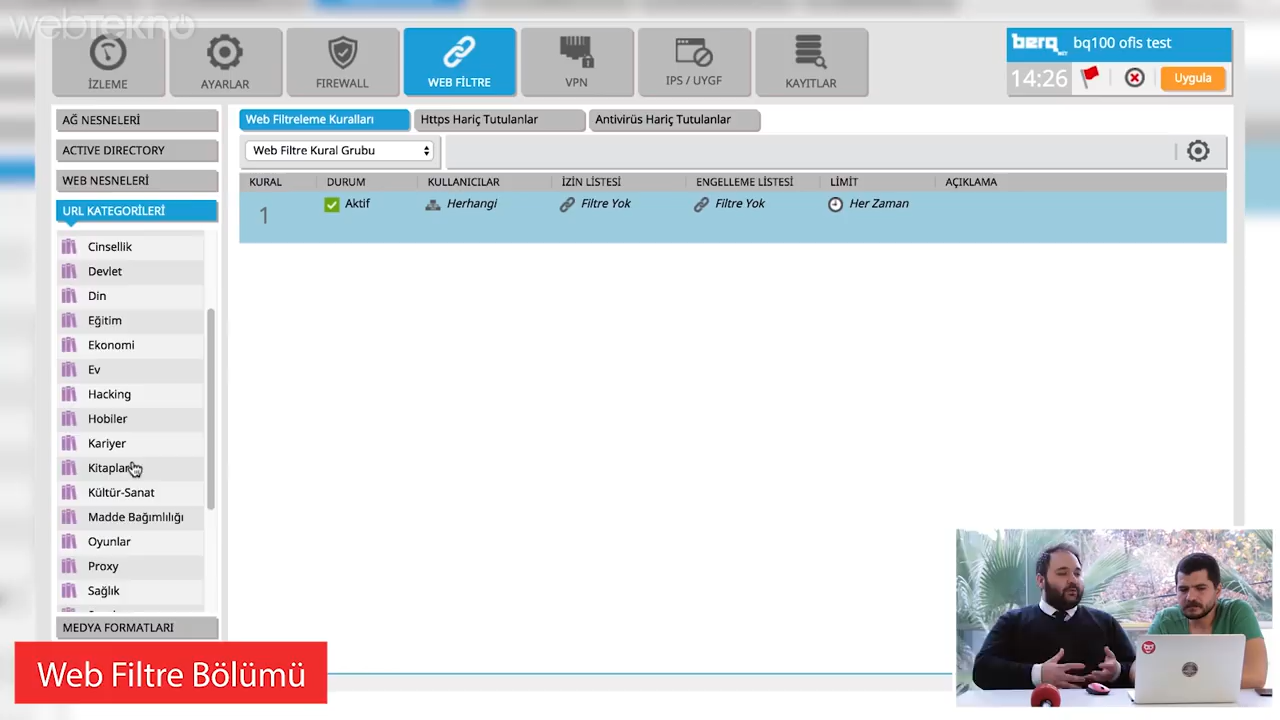 webtekno
İZLEME
AYARLAR
FIREWALL
WEB FİLTRE
VPN
IPS / UYGF
KAYITLAR
berq NET
bq100 ofis test
14:26
Uygula
AĞ NESNELERİ
ACTIVE DIRECTORY
WEB NESNELERİ
URL KATEGORİLERİ
Cinsellik
Devlet
Din
Eğitim
Ekonomi
Ev
Hacking
Hobiler
Kariyer
Kitaplar
Kültür-Sanat
Madde Bağımlılığı
Oyunlar
Proxy
Sağlık
MEDYA FORMATLARI
Web Filtreleme Kuralları
Https Hariç Tutulanlar
Antivirüs Hariç Tutulanlar
Web Filtre Kural Grubu
KURAL DURUM KULLANICILAR İZİN LİSTESİ ENGELLEME LİSTESİ LİMİT AÇIKLAMA
1 Aktif Herhangi Filtre Yok Filtre Yok Her Zaman
Web Filtre Bölümü